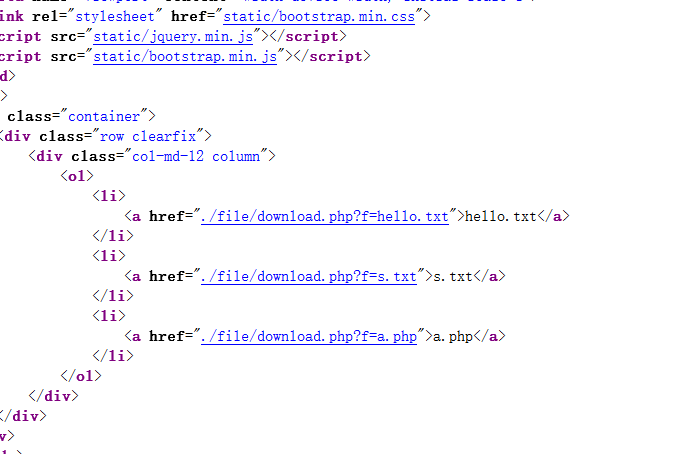 ink rel="stylesheet" href="static/bootstrap.min.css">
cript src="static/jquery.min.js"></script>
cript src="static/bootstrap.min.js"></script>
d>
>
class="container">
<div class="row clearfix">
<div class="col-md-12 column">
<ol>
<li>
<a href="./file/download.php?f=hello.txt">hello.txt</a>
</li>
<li>
<a href="./file/download.php?f=s.txt">s.txt</a>
</li>
<li>
<a href="./file/download.php?f=a.php">a.php</a>
</li>
</ol>
</div>
</div>
v>